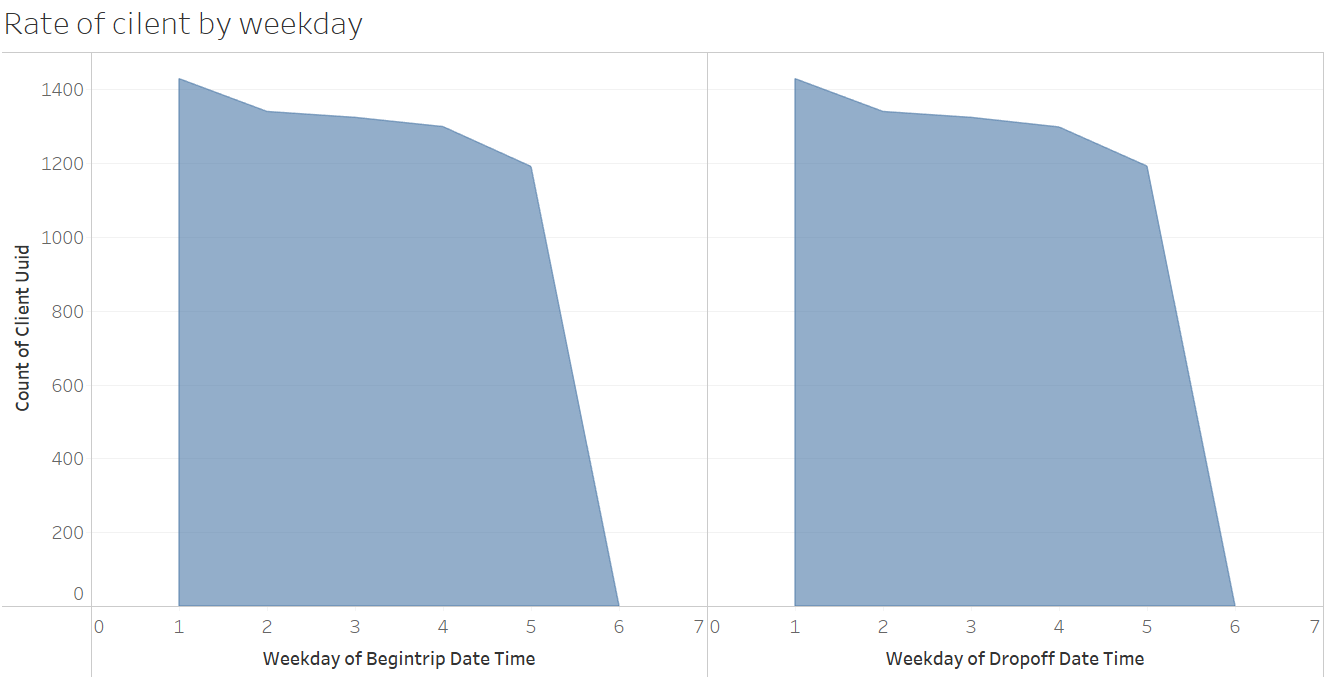 Rate of cilent by weekday
Count of Client Uuid
1400
1200
1000
800
600
400
200
0
0 1 2 3 4 5 6 7 0 1 2 3 4 5 6 7
Weekday of Begintrip Date Time Weekday of Dropoff Date Time